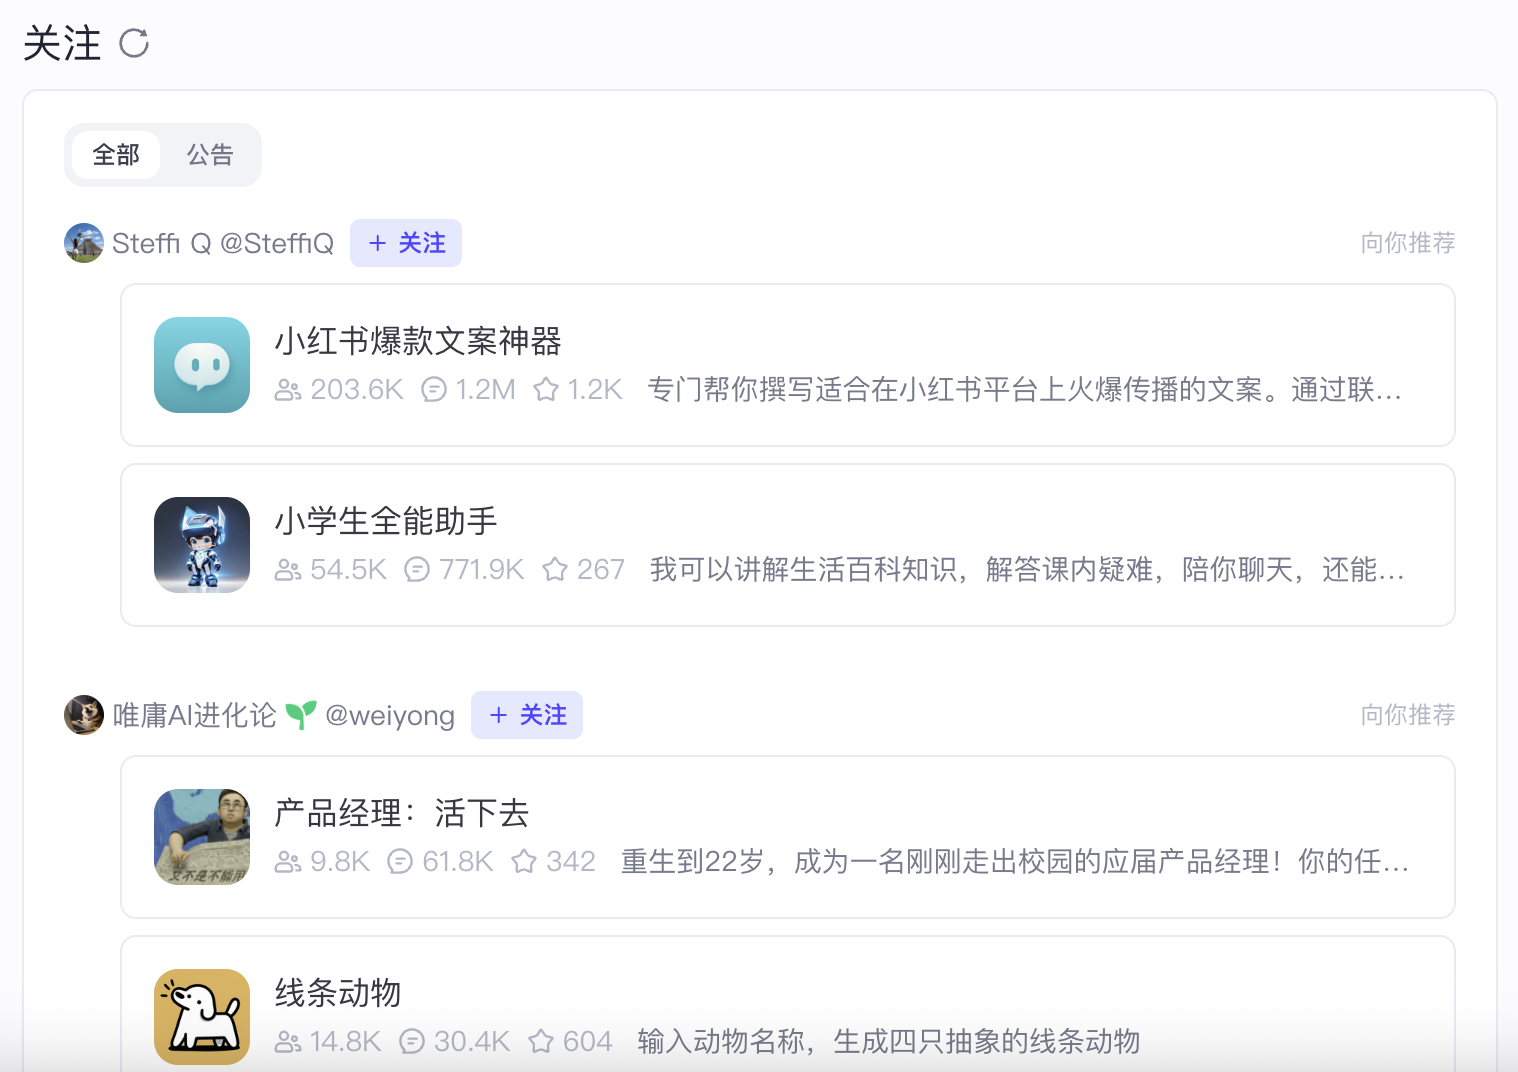 关注
全部 公告
Steffi Q @SteffiQ + 关注 向你推荐
小红书爆款文案神器
203.6K 1.2M 1.2K 专门帮你撰写适合在小红书平台上火爆传播的文案。通过联...
小学生全能助手
54.5K 771.9K 267 我可以讲解生活百科知识，解答课内疑难，陪你聊天，还能...
唯庸AI进化论🌱 @weiyong + 关注 向你推荐
产品经理：活下去
9.8K 61.8K 342 重生到22岁，成为一名刚刚走出校园的应届产品经理！你的任...
又不是不能用
线条动物
14.8K 30.4K 604 输入动物名称，生成四只抽象的线条动物